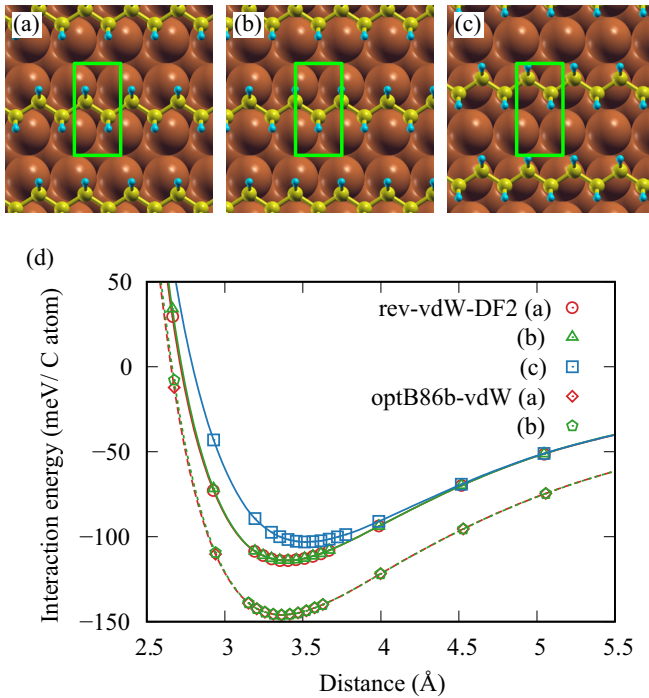 (a)
(b)
(c)
(d)
50
0
−50
−100
−150
Interaction energy (meV/ C atom)
rev-vdW-DF2 (a)
(b)
(c)
optB86b-vdW (a)
(b)
2.5 3 3.5 4 4.5 5 5.5
Distance (Å)